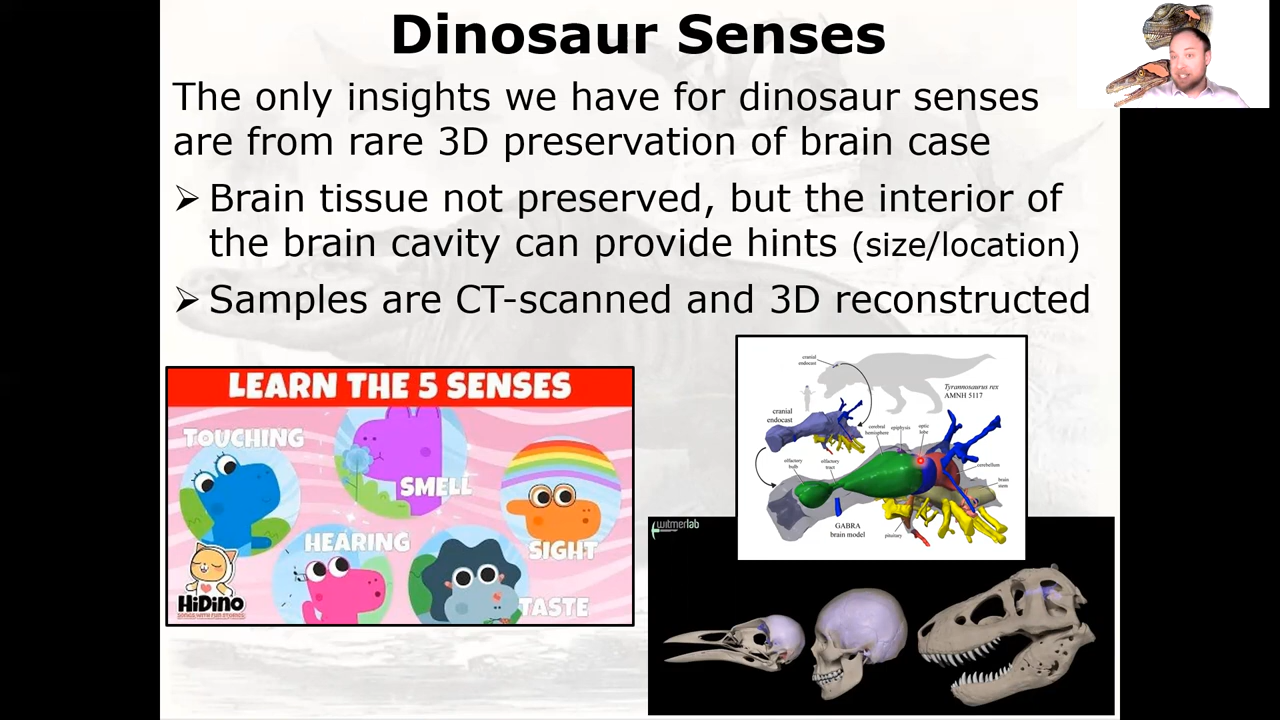 Dinosaur Senses
The only insights we have for dinosaur senses
are from rare 3D preservation of brain case
➢ Brain tissue not preserved, but the interior of
the brain cavity can provide hints (size/location)
➢ Samples are CT-scanned and 3D reconstructed
LEARN THE 5 SENSES
TOUCHING
SMELL
HEARING
SIGHT
TASTE
HiDino
cranial
endocast
Tyrannosaurus rex
AMNH 5117
cranial
endocast
cerebral
hemisphere
epiphysis
optic
lobe
olfactory
bulb
olfactory
tract
cerebellum
brain
stem
GABRA
brain model
pituitary
witmerlab